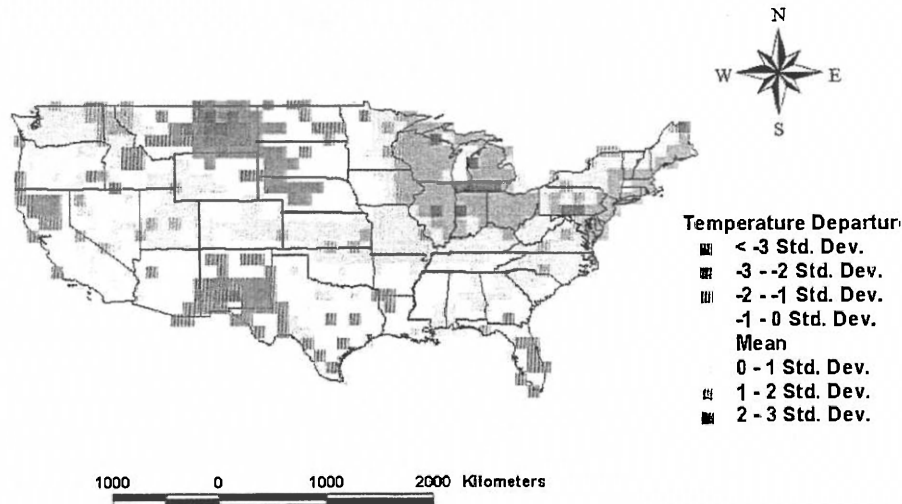 N
W E
S
Temperature Departur
< -3 Std. Dev.
-3 - -2 Std. Dev.
-2 - -1 Std. Dev.
-1 - 0 Std. Dev.
Mean
0 - 1 Std. Dev.
1 - 2 Std. Dev.
2 - 3 Std. Dev.
1000 0 1000 2000 Kilometers